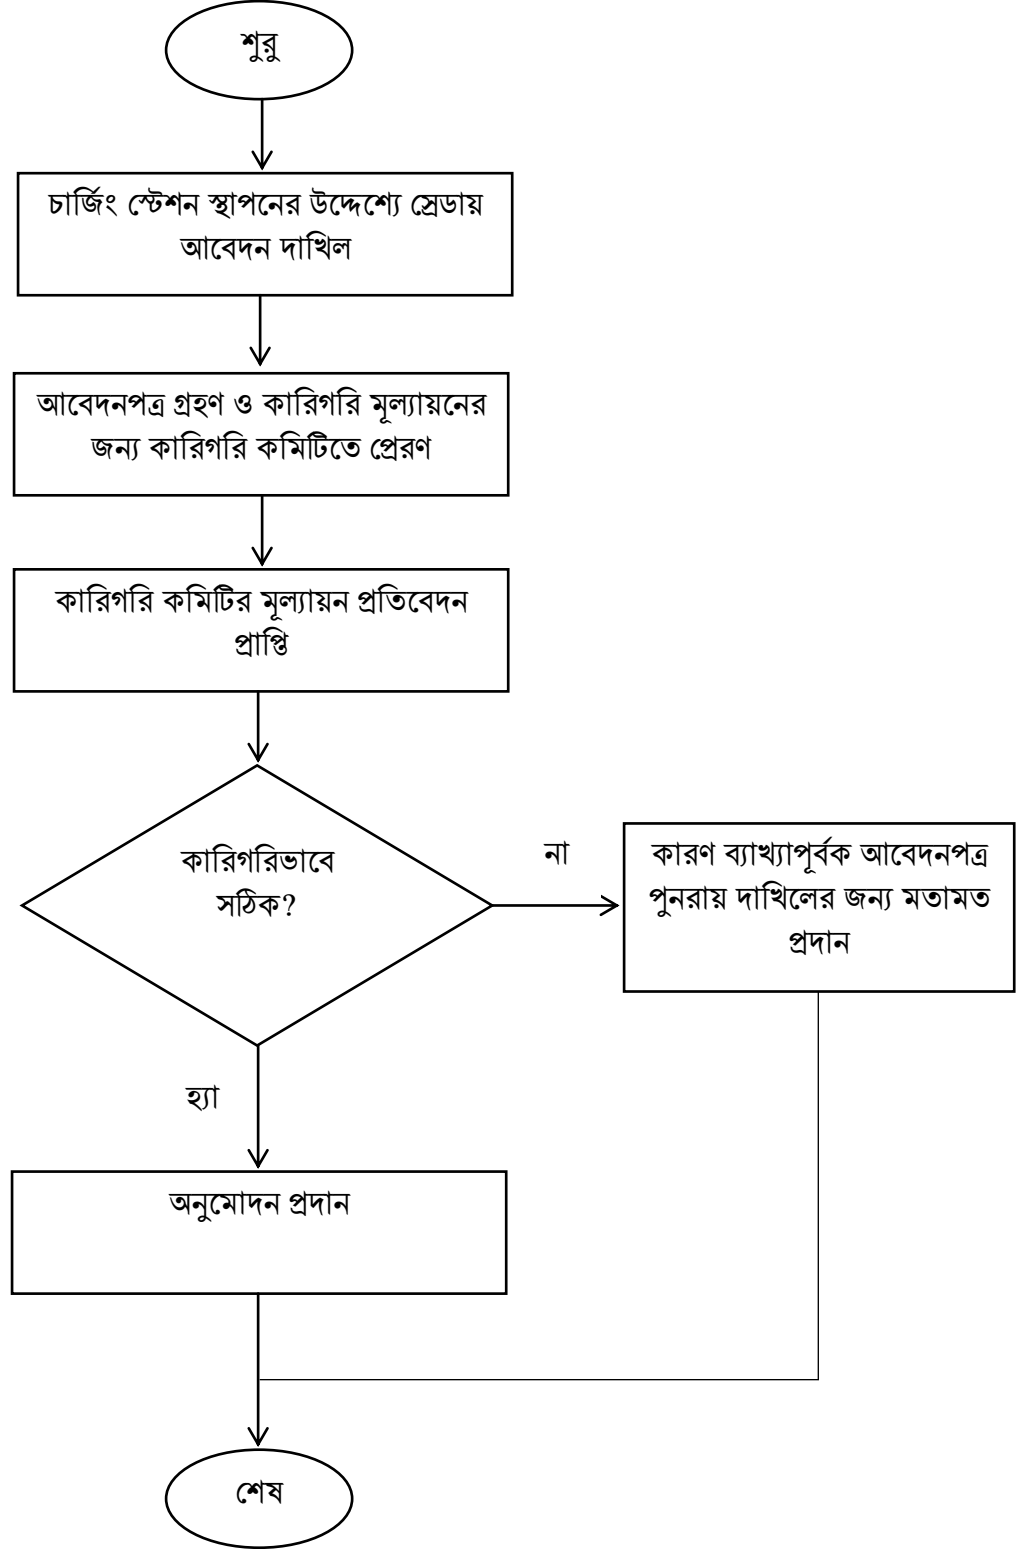 শুরু
চার্জিং স্টেশন স্থাপনের উদ্দেশ্যে স্রেডায়
আবেদন দাখিল
আবেদনপত্র গ্রহণ ও কারিগরি মূল্যায়নের
জন্য কারিগরি কমিটিতে প্রেরণ
কারিগরি কমিটির মূল্যায়ন প্রতিবেদন
প্রাপ্তি
কারিগরিভাবে
সঠিক?
না
কারণ ব্যাখ্যাপূর্বক আবেদনপত্র
পুনরায় দাখিলের জন্য মতামত
প্রদান
হ্যা
অনুমোদন প্রদান
শেষ